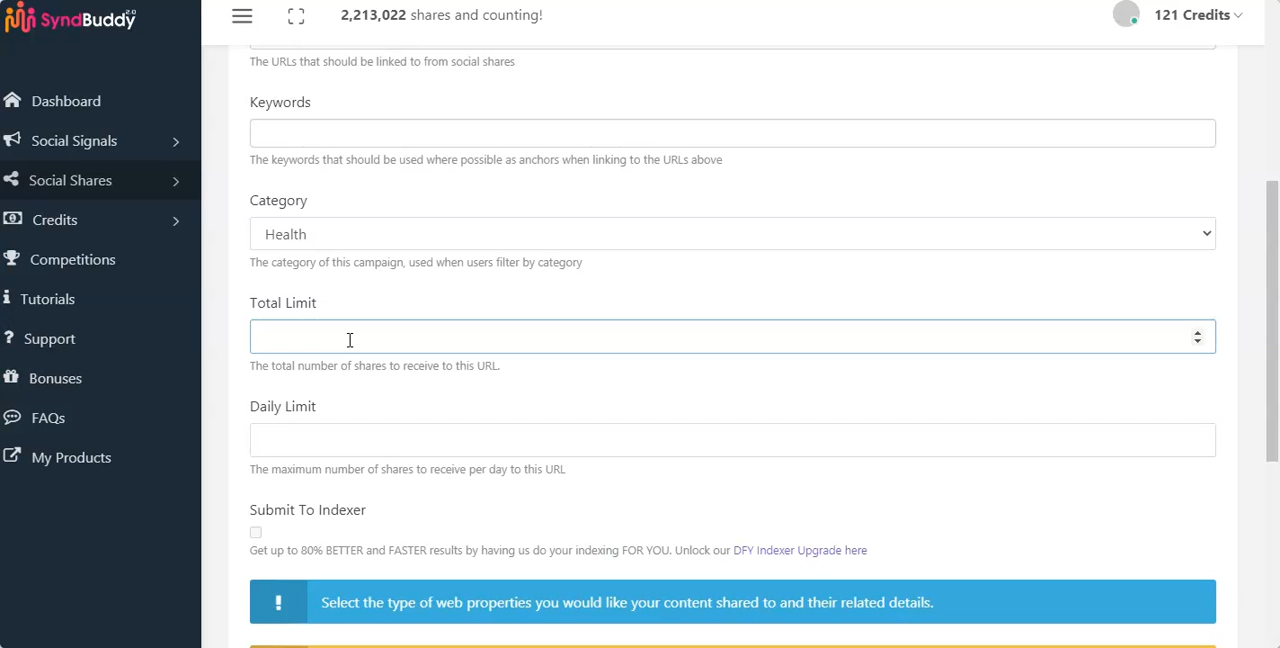 SyndBuddy 2.0
2,213,022 shares and counting!
121 Credits
Dashboard
Social Signals
Social Shares
Credits
Competitions
Tutorials
Support
Bonuses
FAQs
My Products
The URLs that should be linked to from social shares
Keywords
The keywords that should be used where possible as anchors when linking to the URLs above
Category
Health
The category of this campaign, used when users filter by category
Total Limit
The total number of shares to receive to this URL.
Daily Limit
The maximum number of shares to receive per day to this URL
Submit To Indexer
Get up to 80% BETTER and FASTER results by having us do your indexing FOR YOU. Unlock our DFY Indexer Upgrade here
Select the type of web properties you would like your content shared to and their related details.